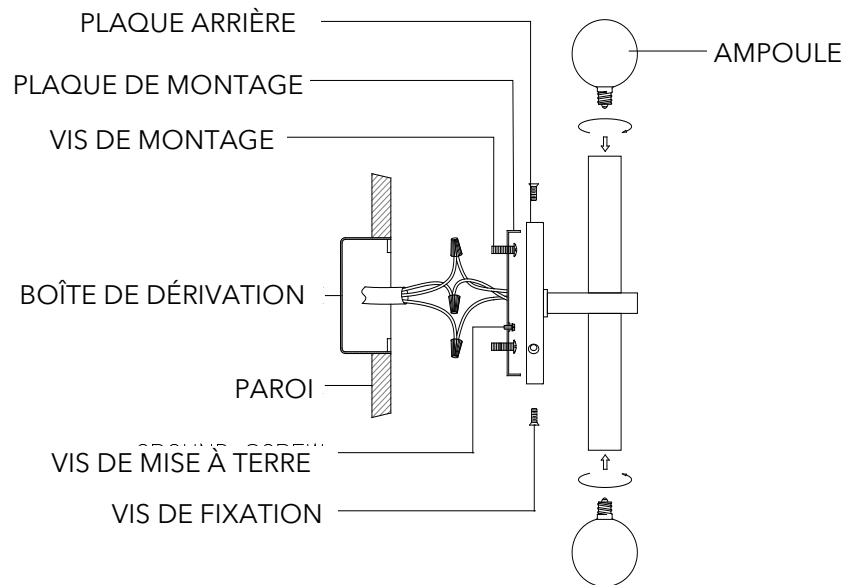 PLAQUE ARRIÈRE
AMPOULE
PLAQUE DE MONTAGE
VIS DE MONTAGE
BOÎTE DE DÉRIVATION
PAROI
VIS DE MISE À TERRE
VIS DE FIXATION